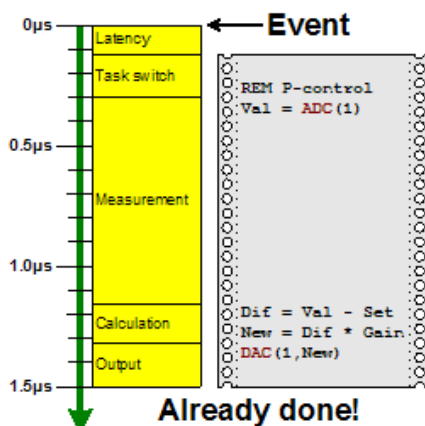 0µs
Event
Latency
Task switch
REM P-control
Val = ADC(1)
0.5µs
Measurement
1.0µs
Dif = Val - Set
Calculation
New = Dif * Gain
DAC(1,New)
Output
1.5µs
Already done!